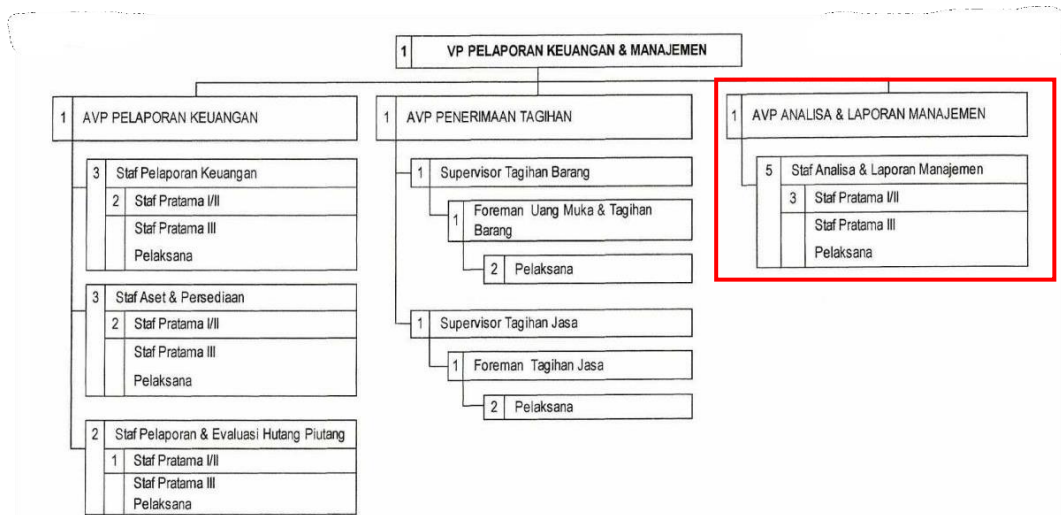 1 VP PELAPORAN KEUANGAN & MANAJEMEN
1 AVP PELAPORAN KEUANGAN
3 Staf Pelaporan Keuangan
2 Staf Pratama I/II
Staf Pratama III
Pelaksana
3 Staf Aset & Persediaan
2 Staf Pratama I/II
Staf Pratama III
Pelaksana
2 Staf Pelaporan & Evaluasi Hutang Piutang
1 Staf Pratama I/II
Staf Pratama III
Pelaksana
1 AVP PENERIMAAN TAGIHAN
1 Supervisor Tagihan Barang
1 Foreman Uang Muka & Tagihan
Barang
2 Pelaksana
1 Supervisor Tagihan Jasa
1 Foreman Tagihan Jasa
2 Pelaksana
1 AVP ANALISA & LAPORAN MANAJEMEN
5 Staf Analisa & Laporan Manajemen
3 Staf Pratama I/II
Staf Pratama III
Pelaksana